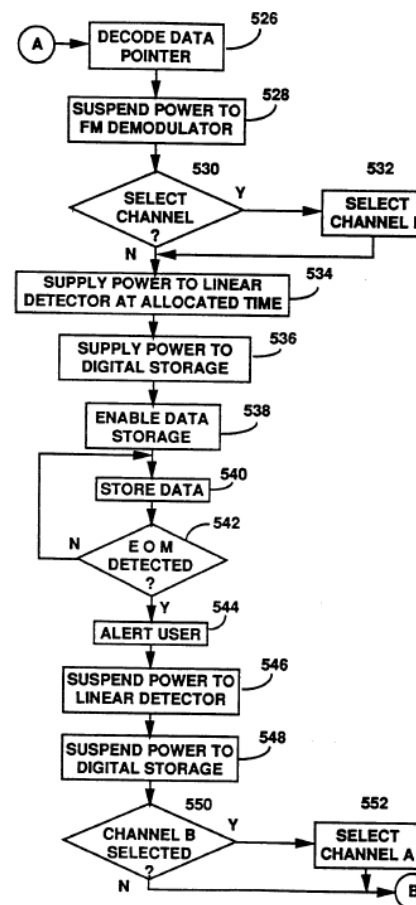 A
DECODE DATA
POINTER
526
SUSPEND POWER TO
FM DEMODULATOR
528
530
SELECT
CHANNEL
?
Y
N
532
SELECT
CHANNEL
SUPPLY POWER TO LINEAR
DETECTOR AT ALLOCATED TIME
534
SUPPLY POWER TO
DIGITAL STORAGE
536
ENABLE DATA
STORAGE
538
STORE DATA
540
542
E O M
DETECTED
?
N
Y
544
ALERT USER
SUSPEND POWER TO
LINEAR DETECTOR
546
SUSPEND POWER TO
DIGITAL STORAGE
548
550
CHANNEL B
SELECTED
?
Y
N
552
SELECT
CHANNEL A
B